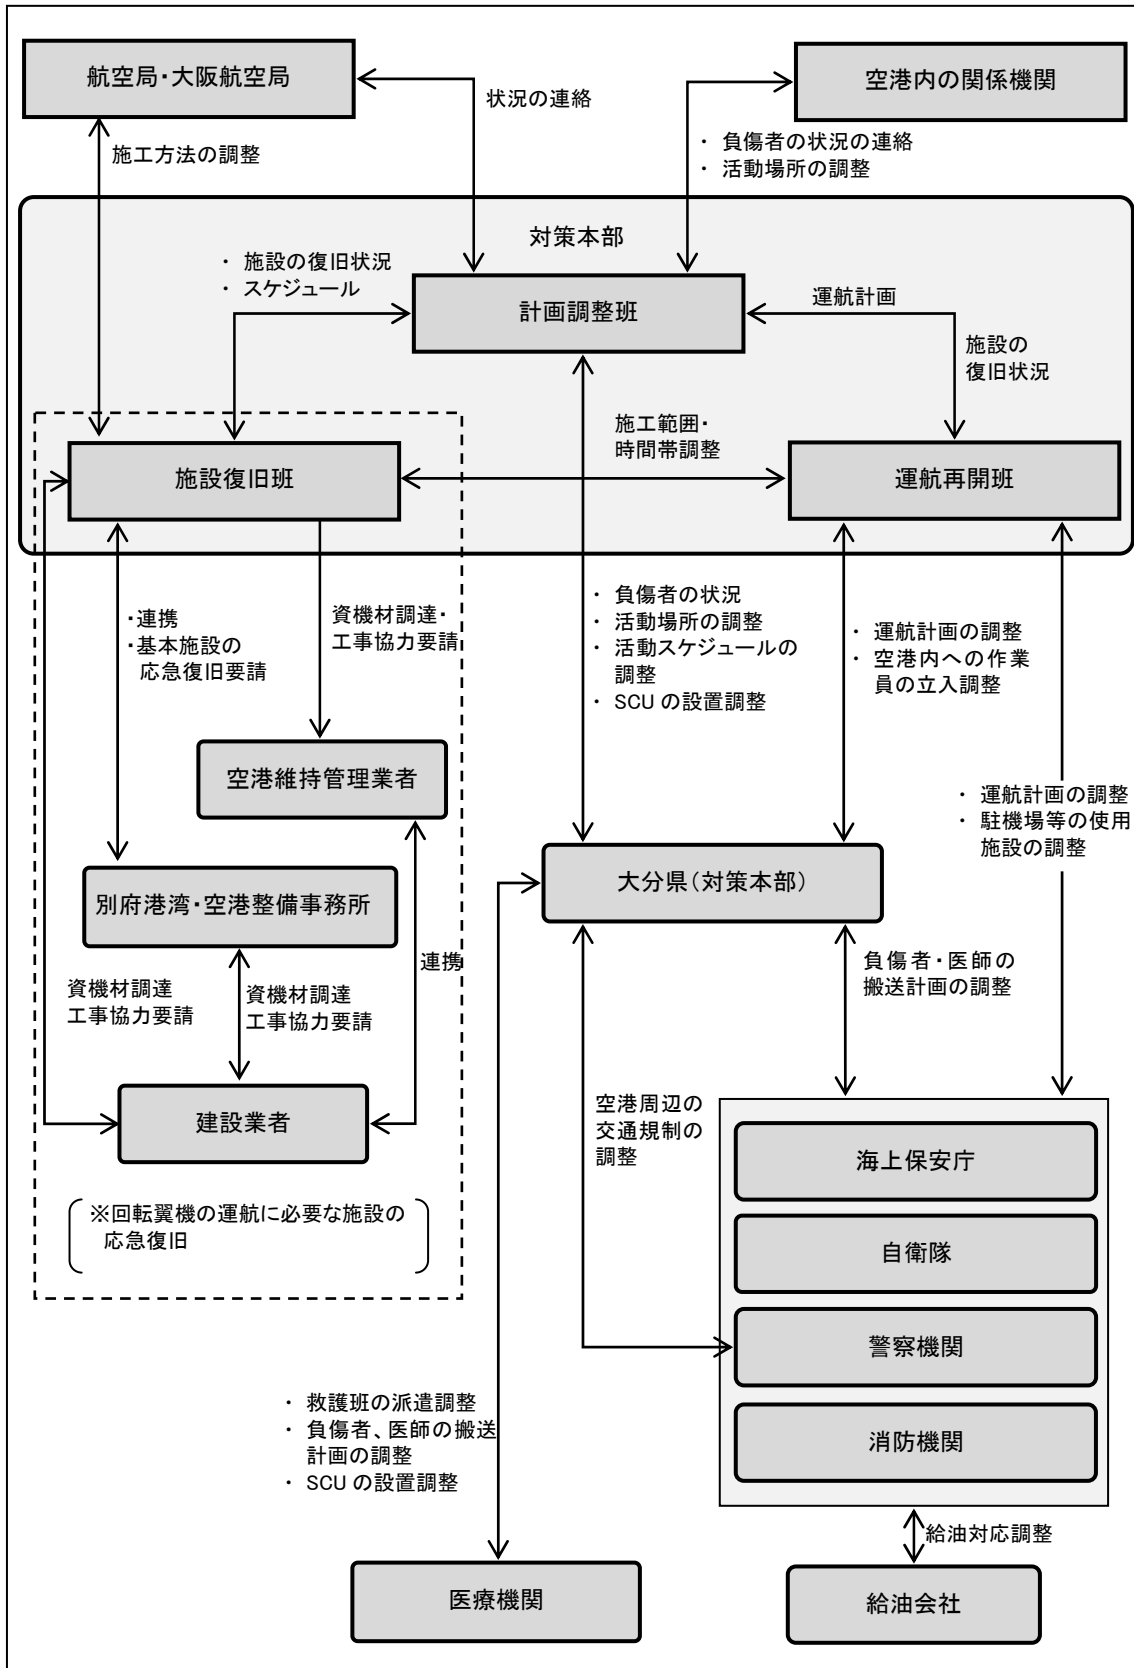 航空局・大阪航空局
空港内の関係機関
状況の連絡
施工方法の調整
・ 負傷者の状況の連絡
・ 活動場所の調整
対策本部
・ 施設の復旧状況
・ スケジュール
計画調整班
運航計画
施設の
復旧状況
施工範囲・
時間帯調整
施設復旧班
運航再開班
・連携
・基本施設の
応急復旧要請
資機材調達・
工事協力要請
・ 負傷者の状況
・ 活動場所の調整
・ 活動スケジュールの
調整
・ SCU の設置調整
・ 運航計画の調整
・ 空港内への作業
員の立入調整
空港維持管理業者
・ 運航計画の調整
・ 駐機場等の使用
施設の調整
別府港湾・空港整備事務所
大分県（対策本部）
連携
負傷者・医師の
搬送計画の調整
資機材調達
工事協力要請
資機材調達
工事協力要請
建設業者
空港周辺の
交通規制の
調整
海上保安庁
※回転翼機の運航に必要な施設の
応急復旧
自衛隊
警察機関
・ 救護班の派遣調整
・ 負傷者、医師の搬送
計画の調整
・ SCU の設置調整
消防機関
給油対応調整
医療機関
給油会社